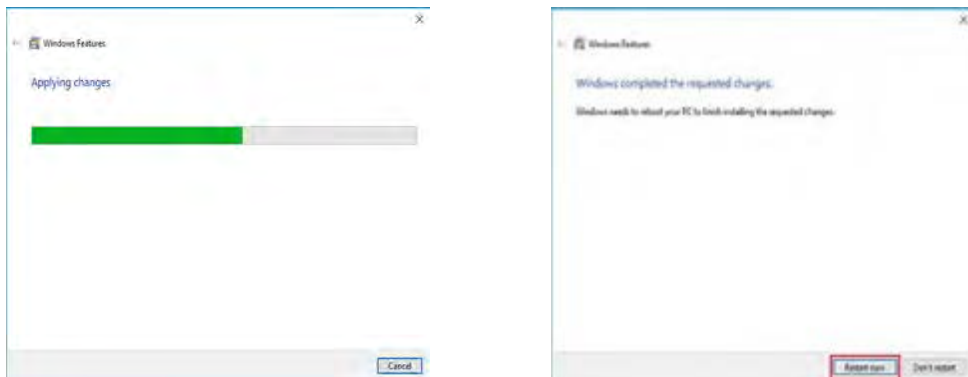 Windows Features
Applying changes
Cancel
Windows Features
Windows completed the requested changes.
Windows needs to reboot your PC to finish installing the requested changes.
Restart now
Don't restart